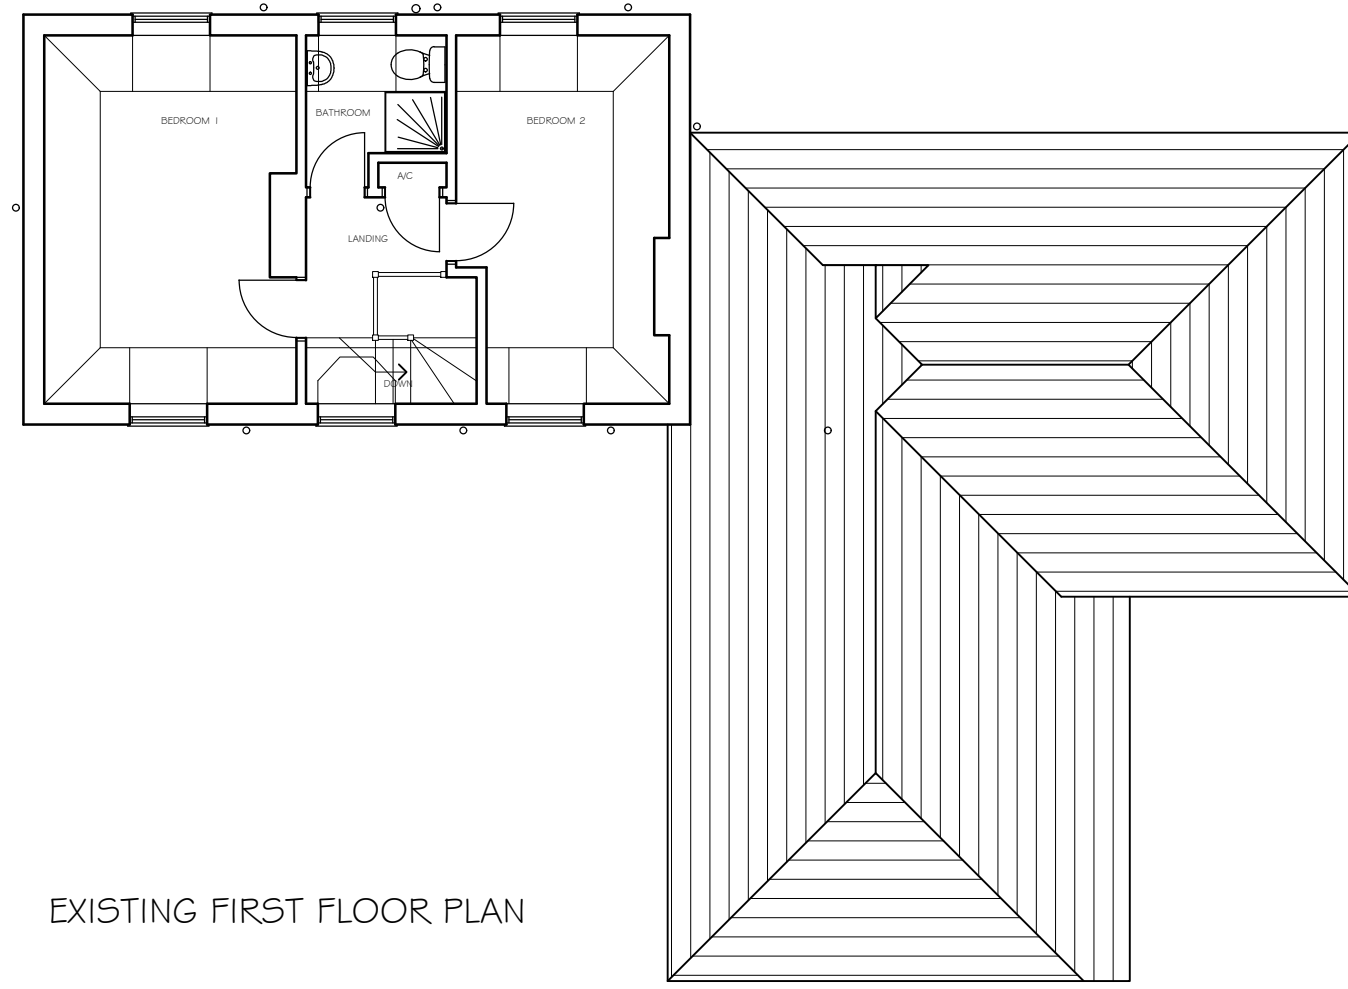 BEDROOM 1
BATHROOM
BEDROOM 2
A/C
LANDING
DOWN
EXISTING FIRST FLOOR PLAN